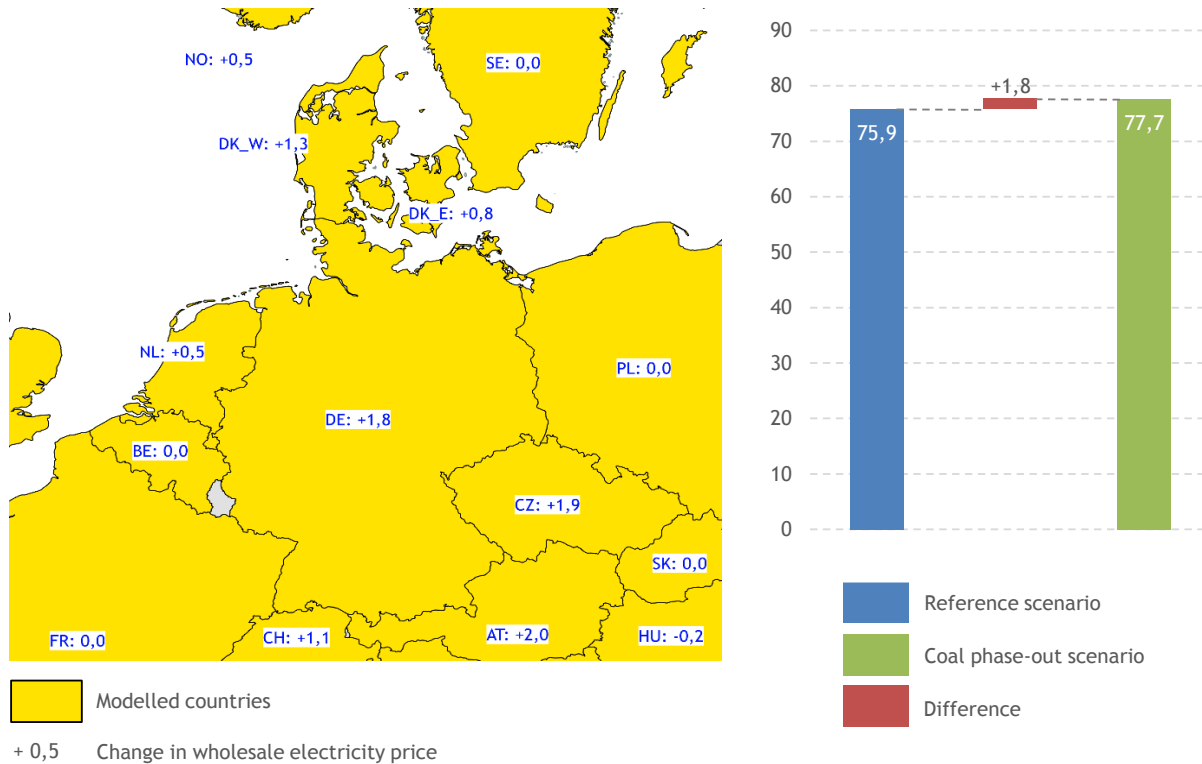 NO: +0,5
SE: 0,0
DK_W: +1,3
DK_E: +0,8
NL: +0,5
PL: 0,0
DE: +1,8
BE: 0,0
CZ: +1,9
SK: 0,0
FR: 0,0
CH: +1,1
AT: +2,0
HU: -0,2
Modelled countries
+ 0,5 Change in wholesale electricity price
90
80
70
60
50
40
30
20
10
0
75,9
+1,8
77,7
Reference scenario
Coal phase-out scenario
Difference